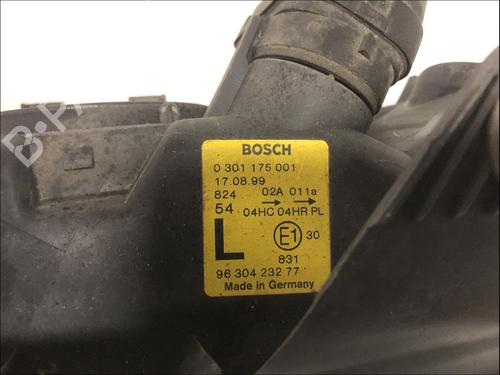 B-P
BOSCH
0 301 175 001
17.08.99
824 02A 011a
54 04HC 04HR PL
L E1 30
831
96 304 232 77
Made in Germany